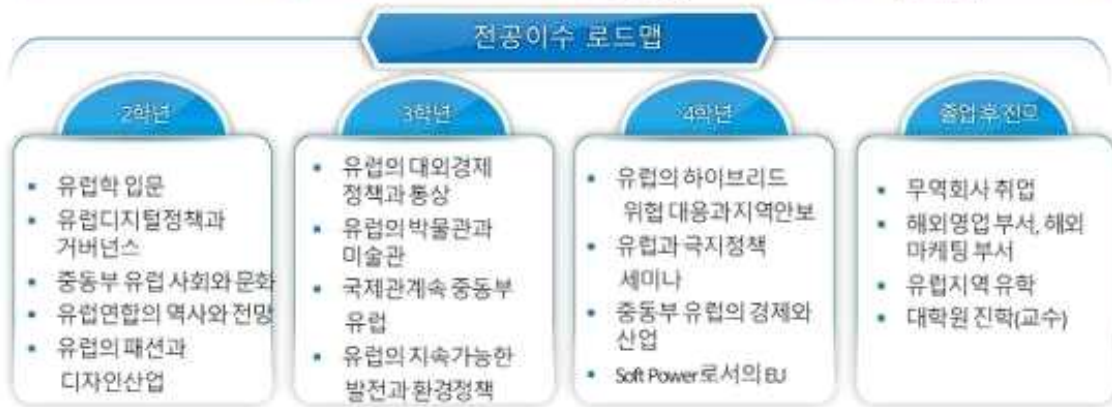 전공이수 로드맵
2학년
유럽학 입문
유럽디지털정책과
거버넌스
중동부 유럽 사회와 문화
유럽연합의 역사와 전망
유럽의 패션과
디자인산업
3학년
유럽의 대외경제
정책과 통상
유럽의 박물관과
미술관
국제관계속 중동부
유럽
유럽의 지속가능한
발전과 환경정책
4학년
유럽의 하이브리드
위협 대응과 지역안보
유럽과 극지정책
세미나
중동부 유럽의 경제와
산업
Soft Power로서의 EU
졸업 후 진로
무역회사 취업
해외영업 부서, 해외
마케팅 부서
유럽지역 유학
대학원 진학(교수)